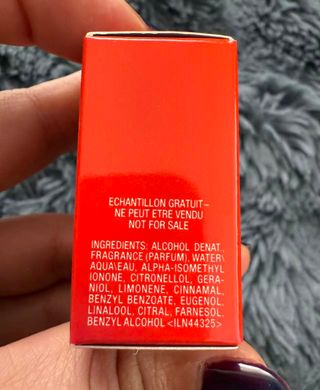 ECHANTILLON GRATUIT–
NE PEUT ETRE VENDU
NOT FOR SALE
INGREDIENTS: ALCOHOL DENAT.,
FRAGRANCE (PARFUM), WATER\
AQUA\EAU, ALPHA-ISOMETHYL
IONONE, CITRONELLOL, GERA-
NIOL, LIMONENE, CINNAMAL,
BENZYL BENZOATE, EUGENOL,
LINALOOL, CITRAL, FARNESOL,
BENZYL ALCOHOL <ILN44325>